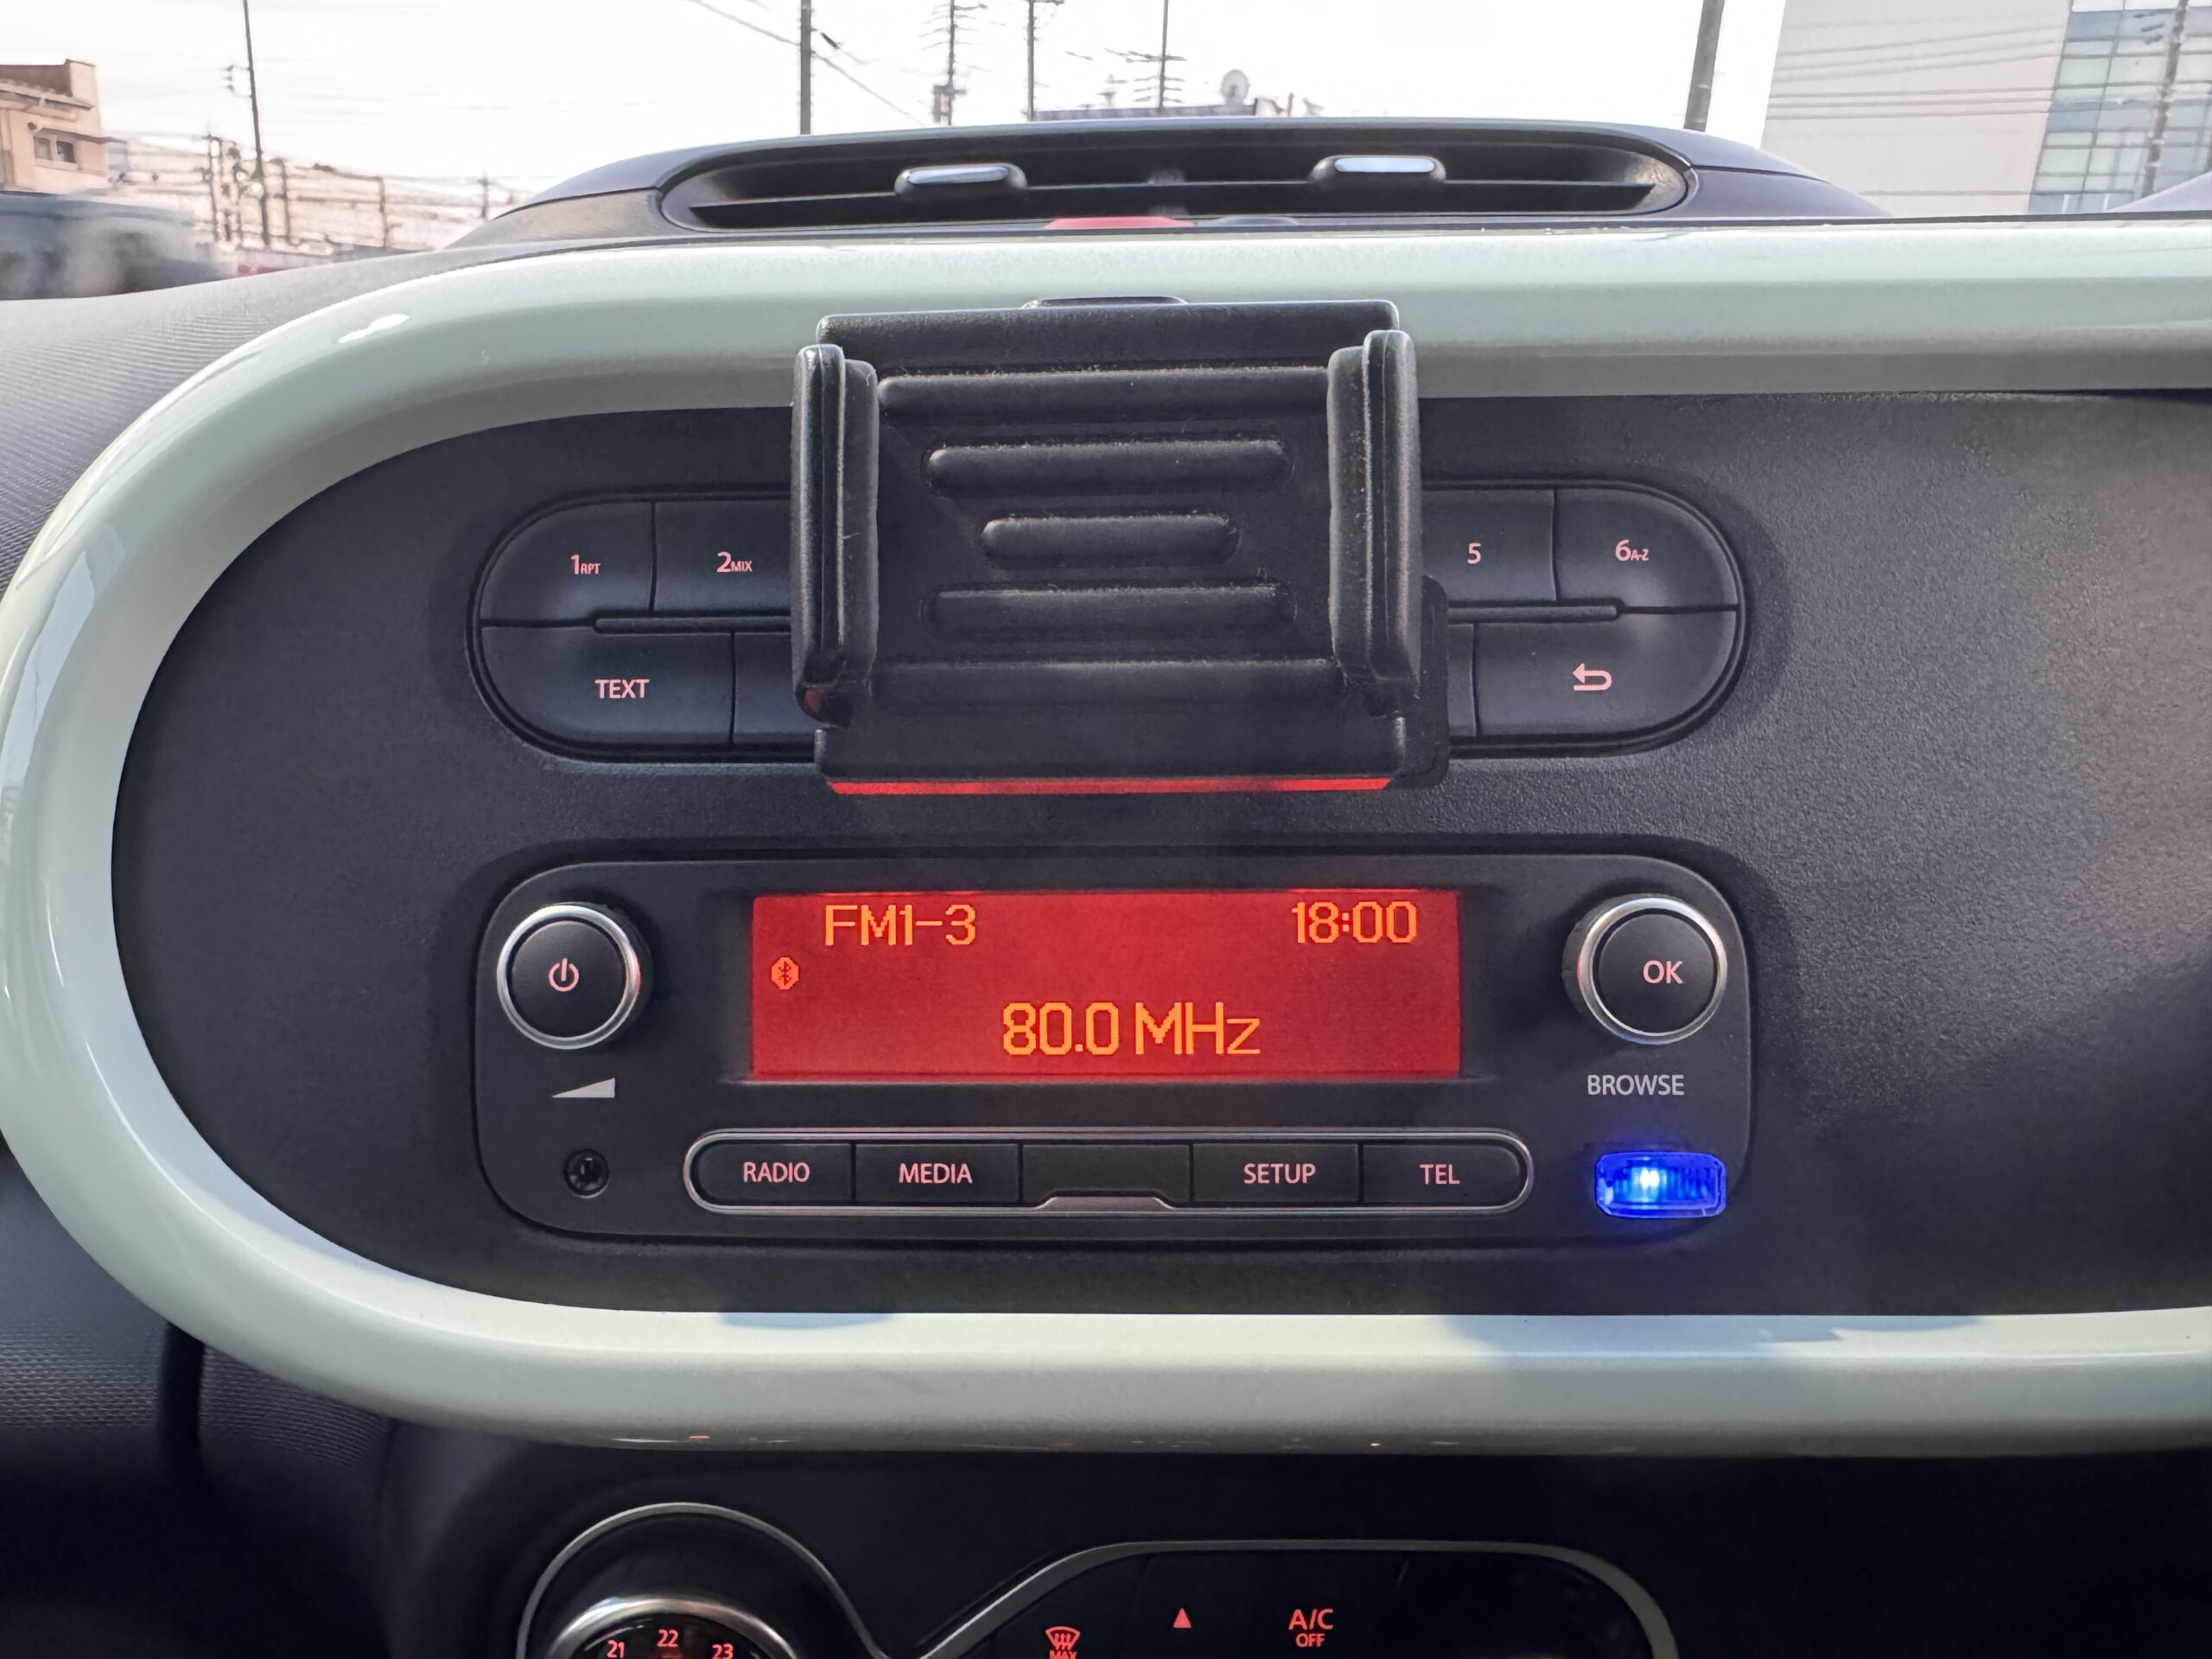 1RPT 2MIX 5 6A-Z
TEXT
FM1-3 18:00
80.0 MHz
OK
BROWSE
RADIO MEDIA SETUP TEL
21 22 23
MAX
A/C
OFF